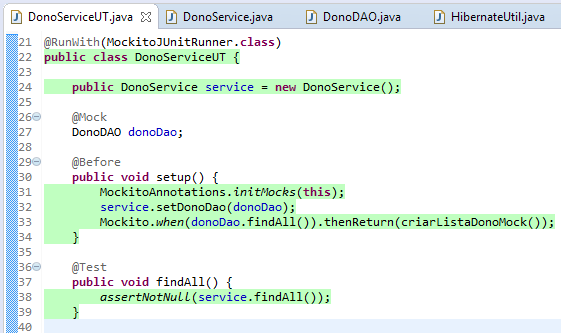 DonoServiceUT.java DonoService.java DonoDAO.java HibernateUtil.java
21 @RunWith(MockitoJUnitRunner.class)
22 public class DonoServiceUT {
23
24 public DonoService service = new DonoService();
25
26 @Mock
27 DonoDAO donoDao;
28
29 @Before
30 public void setup() {
31 MockitoAnnotations.initMocks(this);
32 service.setDonoDao(donoDao);
33 Mockito.when(donoDao.findAll()).thenReturn(criarListaDonoMock());
34 }
35
36 @Test
37 public void findAll() {
38 assertNotNull(service.findAll());
39 }
40